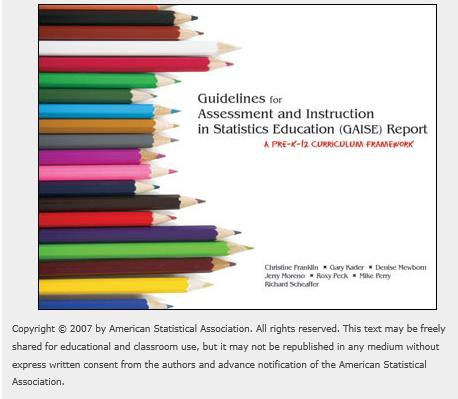 Guidelines for
Assessment and Instruction
in Statistics Education (GAISE) Report
A PRE-K-12 CURRICULUM FRAMEWORK
Christine Franklin ▪ Gary Kader ▪ Denise Mewborn
Jerry Moreno ▪ Roxy Peck ▪ Mike Perry
Richard Scheaffer
Copyright © 2007 by American Statistical Association. All rights reserved. This text may be freely
shared for educational and classroom use, but it may not be republished in any medium without
express written consent from the authors and advance notification of the American Statistical
Association.